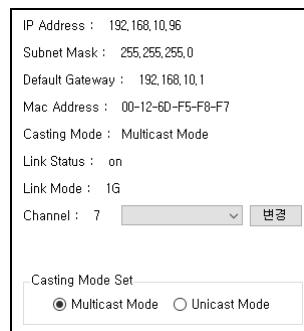 IP Address : 192,168,10,96
Subnet Mask : 255,255,255,0
Default Gateway : 192,168,10,1
Mac Address : 00-12-6D-F5-F8-F7
Casting Mode : Multicast Mode
Link Status : on
Link Mode : 1G
Channel : 7 변경
Casting Mode Set
Multicast Mode Unicast Mode